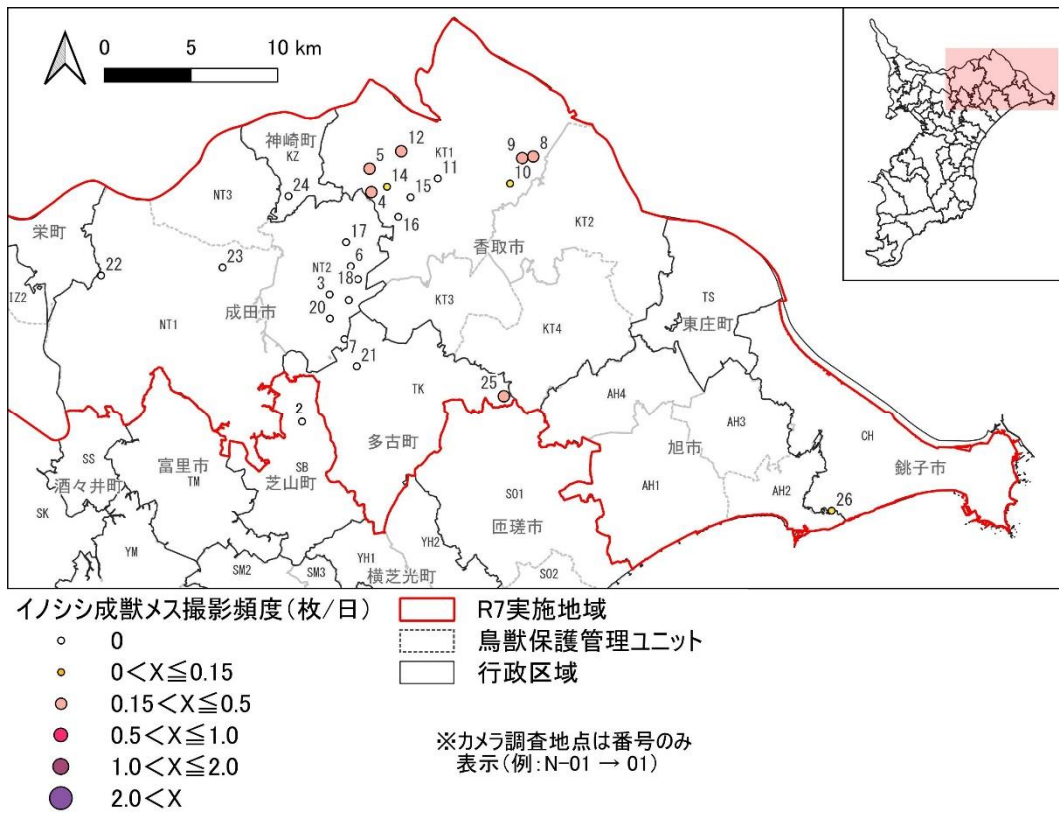 0 5 10 km
神崎町
KZ
12
5
KT1
11
9
8
14
10
NT3
24
4
15
16
KT2
栄町
17
香取市
22
23
NT2
6
18
TS
IZ2
3
KT3
東庄町
成田市
20
NT1
KT4
7
21
TK
25
AH4
2
多古町
AH3
CH
SS
富里市
旭市
銚子市
酒々井町
TM
SB
芝山町
AH1
AH2
SO1
26
SK
匝瑳市
YM
YH1
YH2
SM2
SM3
横芝光町
SO2
イノシシ成獣メス撮影頻度(枚/日)
0
0<X≦0.15
0.15<X≦0.5
0.5<X≦1.0
1.0<X≦2.0
2.0<X
R7実施地域
鳥獣保護管理ユニット
行政区域
※カメラ調査地点は番号のみ
表示(例:N-01 → 01)